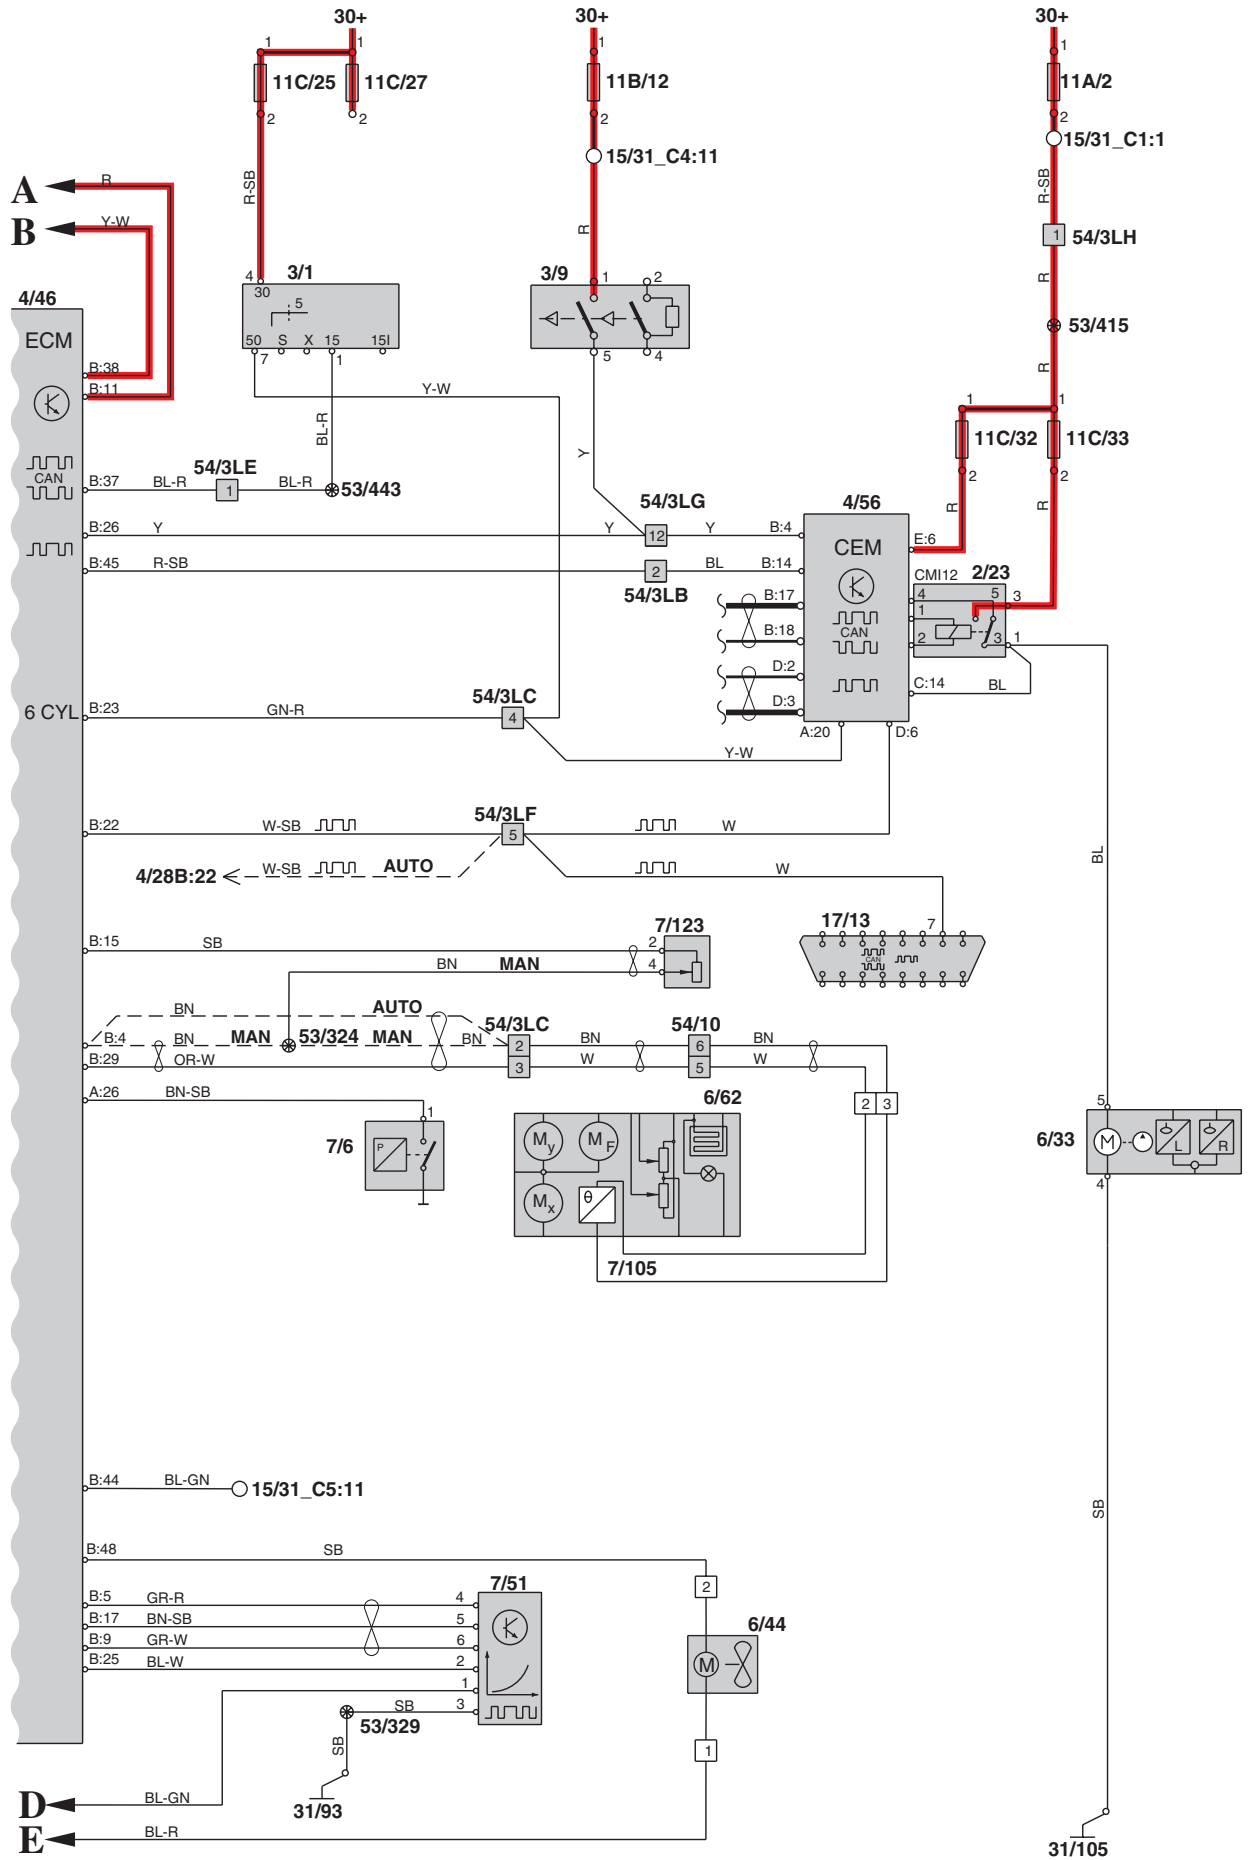 30+ 30+ 30+
1 1 1 1
11C/25 11C/27 11B/12 11A/2
2 2 2 2
15/31_C4:11 15/31_C1:1
A R
R-SB R-SB
B Y-W
R 1 54/3LH
4 3/1 3/9 1 2 R
30
4/46 5
53/415
ECM
50 S X 15 15I
7 1 5 4
B:38 R
B:11 Y-W 1 1
BL-R
11C/32 11C/33
Y
CAN 54/3LE 2 2
B:37 BL-R 1 BL-R 53/443
54/3LG 4/56 R R
B:26 Y Y 12 Y B:4 E:6
CEM
B:45 R-SB 2 BL B:14 CMI12 2/23
54/3LB B:17 4 5 3
1
CAN
B:18 2 3 1
D:2
C:14 BL
54/3LC D:3
6 CYL B:23 GN-R 4
A:20 D:6
Y-W
54/3LF
B:22 W-SB 5 W
BL
4/28B:22 W-SB AUTO W
7/123 17/13 7
B:15 SB 2
CAN
BN MAN 4
BN AUTO
B:4 BN MAN 53/324 MAN BN 54/3LC 2 BN 54/10 6 BN
B:29 OR-W 3 W 5 W
A:26 BN-SB
6/62 2 3
1 5
7/6 P My MF 6/33 M L R
Mx θ 4
7/105
B:44 BL-GN 15/31_C5:11
SB
B:48 SB
7/51 2
B:5 GR-R 4
B:17 BN-SB 5 6/44
B:9 GR-W 6
B:25 BL-W 2 M
1
SB 3
53/329
SB 1
D BL-GN 31/93
E BL-R
31/105